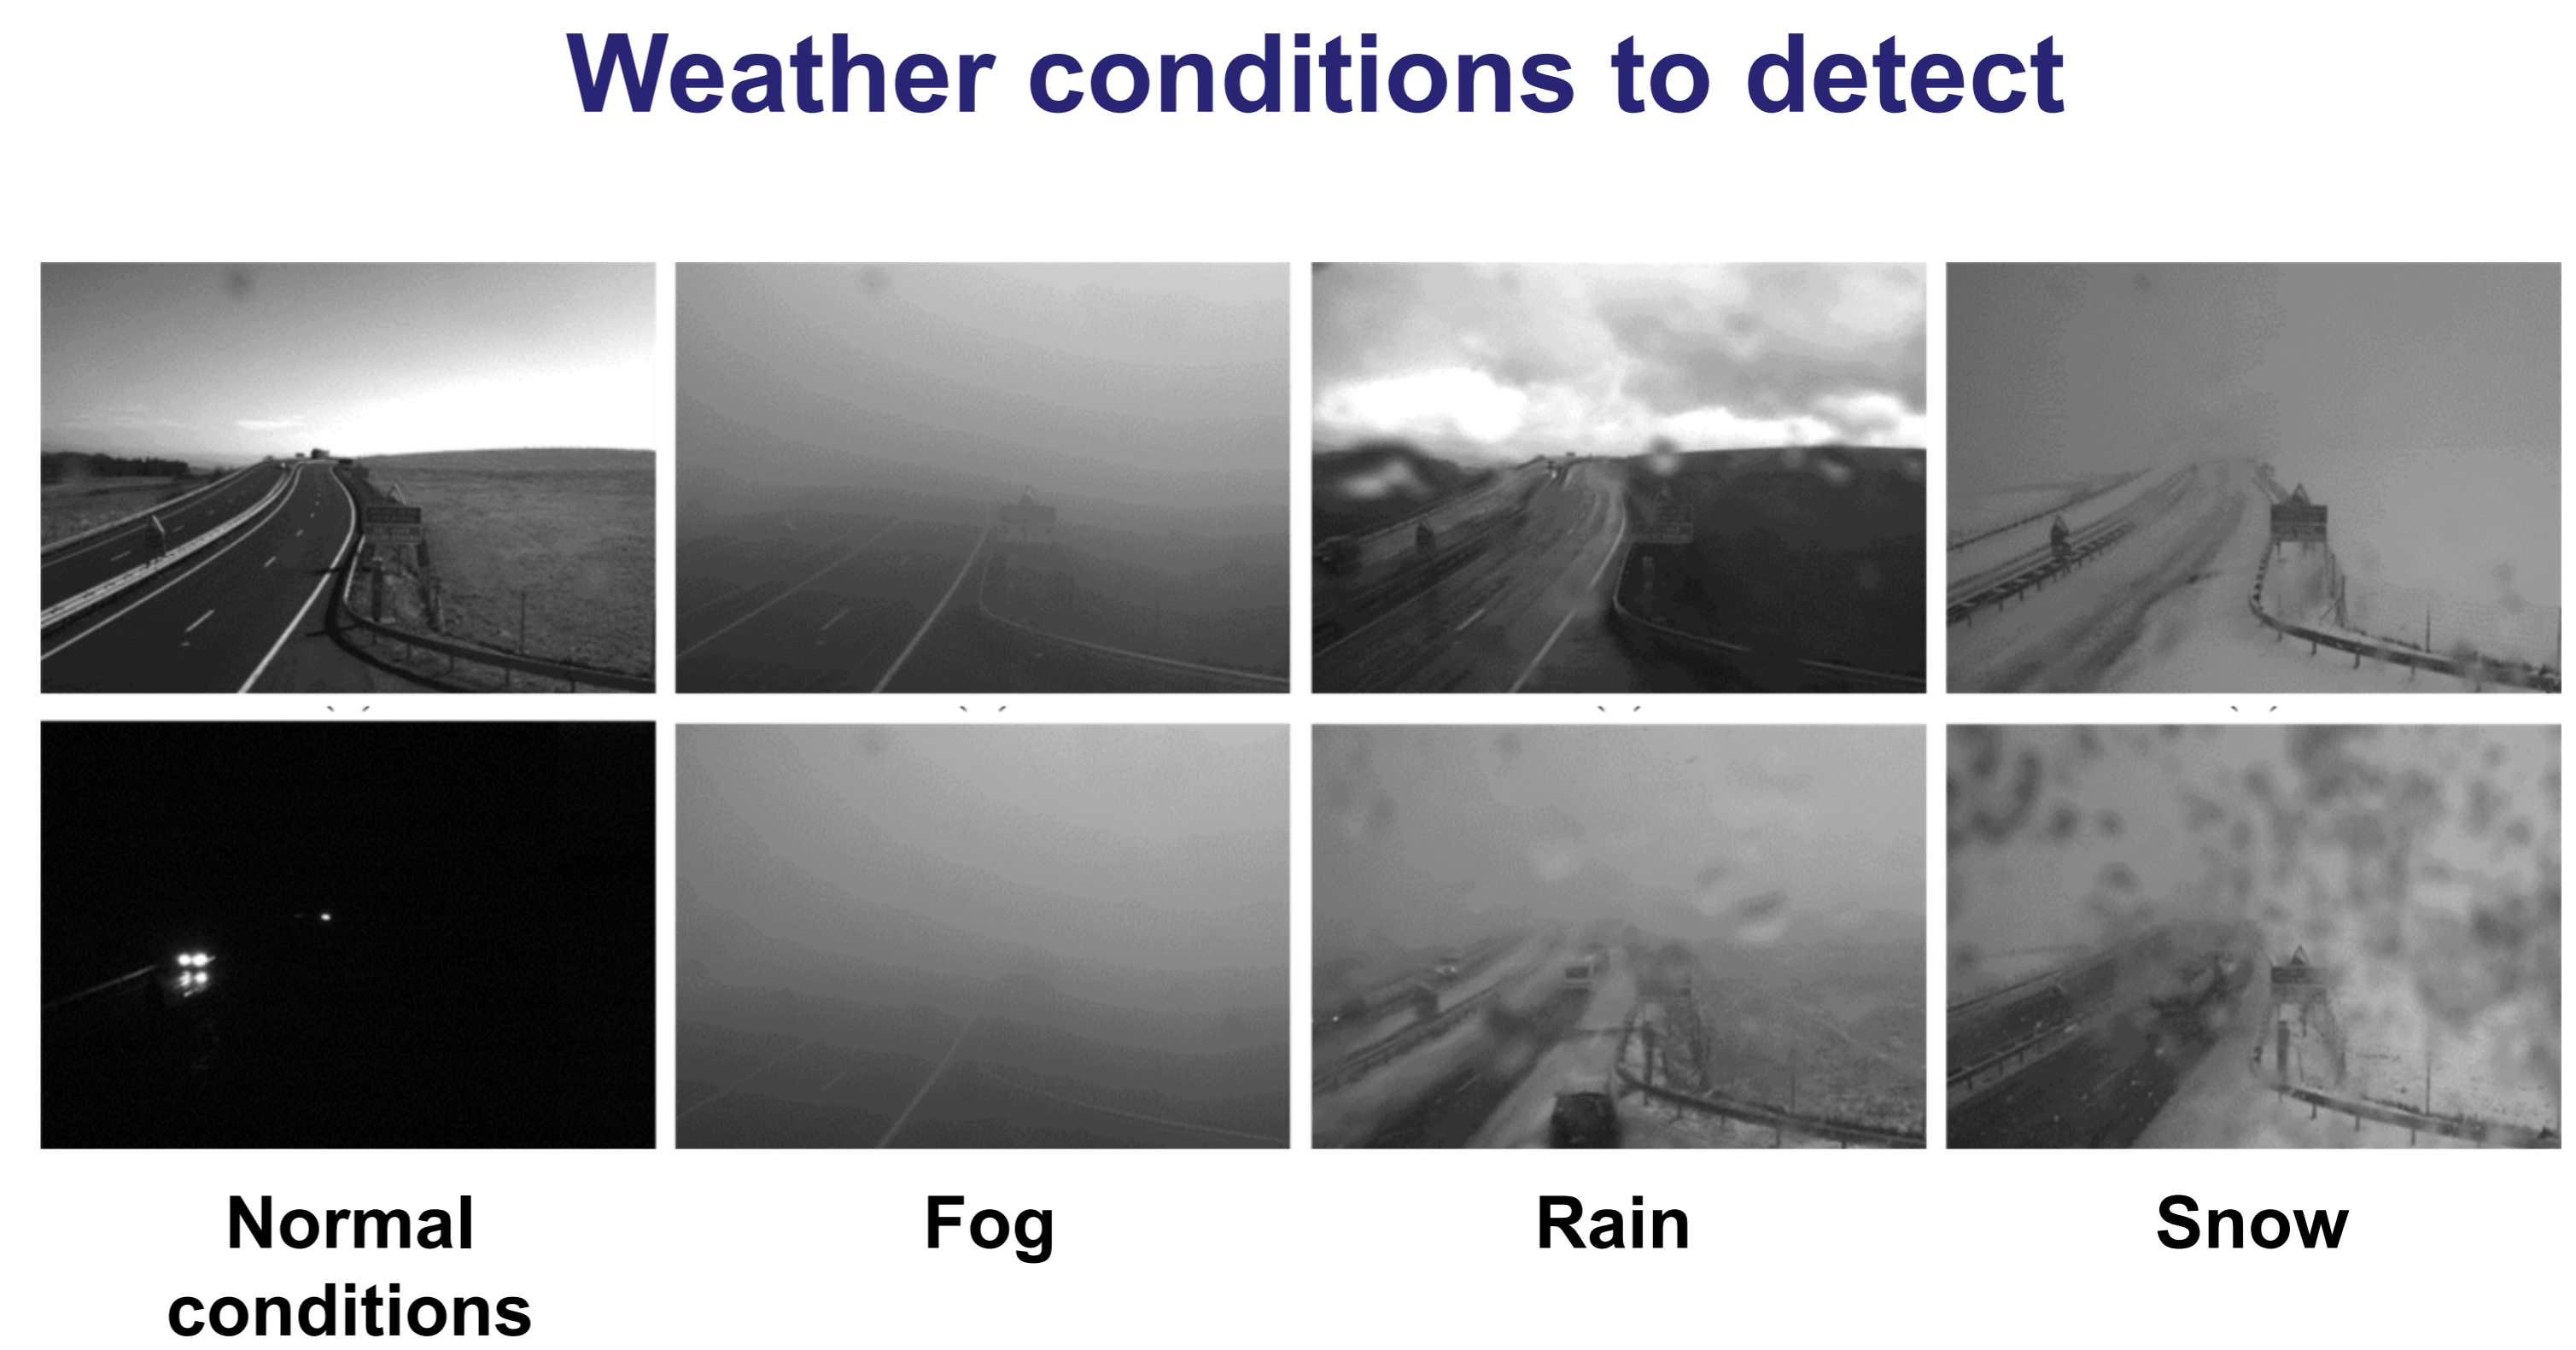 Weather conditions to detect
Normal
conditions
Fog
Rain
Snow